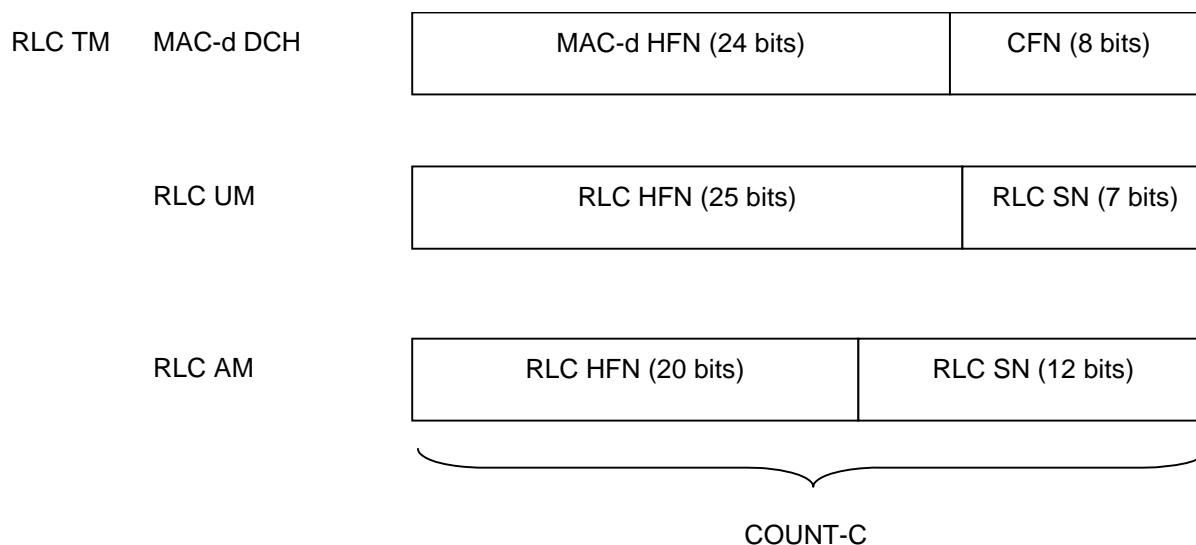 RLC TM MAC-d DCH MAC-d HFN (24 bits) CFN (8 bits)
RLC UM RLC HFN (25 bits) RLC SN (7 bits)
RLC AM RLC HFN (20 bits) RLC SN (12 bits)
COUNT-C